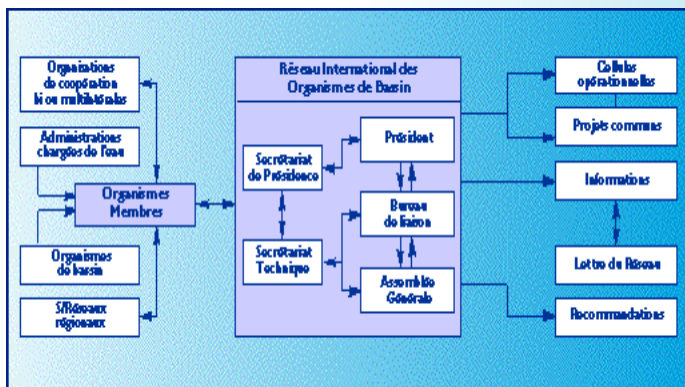 Organisations
de coopération
bi ou multilatérales
Administrations
chargées de l'eau
Organismes
Membres
Organismes
de bassin
S/Réseaux
régionaux
Réseau International des
Organismes de Bassin
Président
Secrétariat
de Présidence
Bureau
de liaison
Secrétariat
Technique
Assemblée
Générale
Cellules
opérationnelles
Projets communs
Informations
Lettre du Réseau
Recommandations